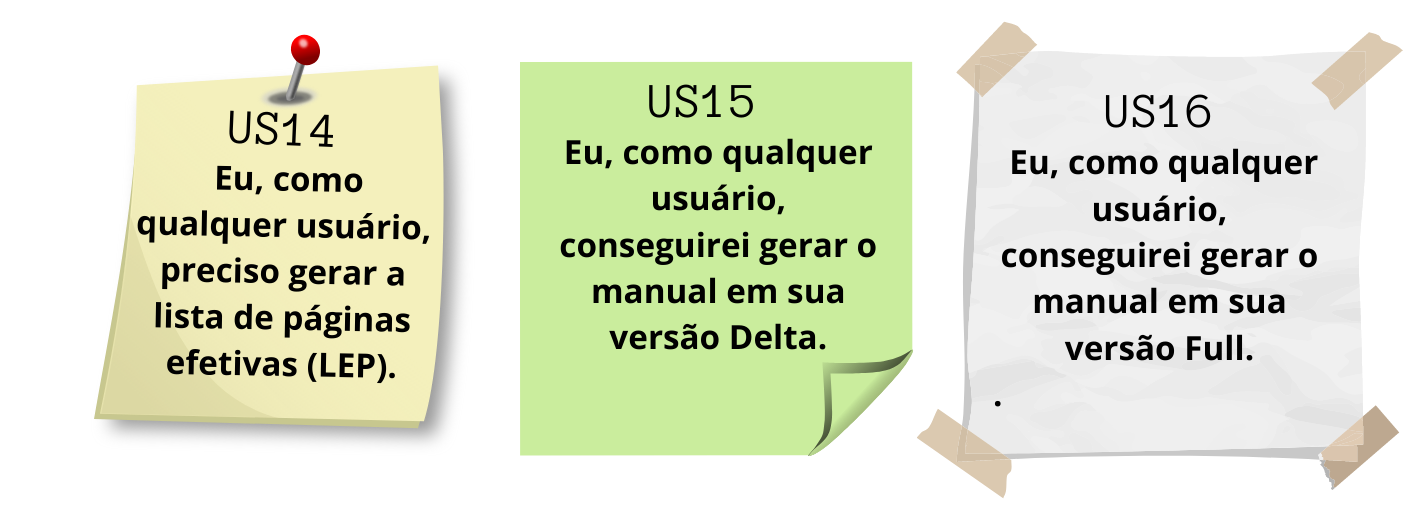 US14
Eu, como
qualquer usuário,
preciso gerar a
lista de páginas
efetivas (LEP).
US15
Eu, como qualquer
usuário,
conseguirei gerar o
manual em sua
versão Delta.
US16
Eu, como qualquer
usuário,
conseguirei gerar o
manual em sua
versão Full.
.